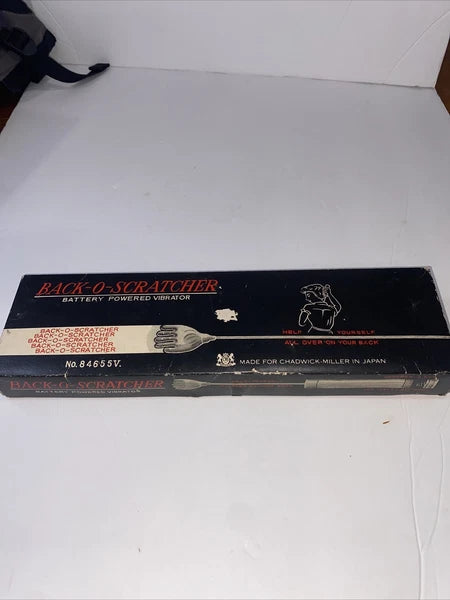 BACK-O-SCRATCHER
BATTERY POWERED VIBRATOR
BACK-O-SCRATCHER
BACK-O-SCRATCHER
BACK-O-SCRATCHER
BACK-O-SCRATCHER
BACK-O-SCRATCHER
No. 84655V.
HELP YOURSELF
ALL OVER ON YOUR BACK
MADE FOR CHADWICK-MILLER IN JAPAN
BACK-O-SCRATCHER
BATTERY POWERED VIBRATOR